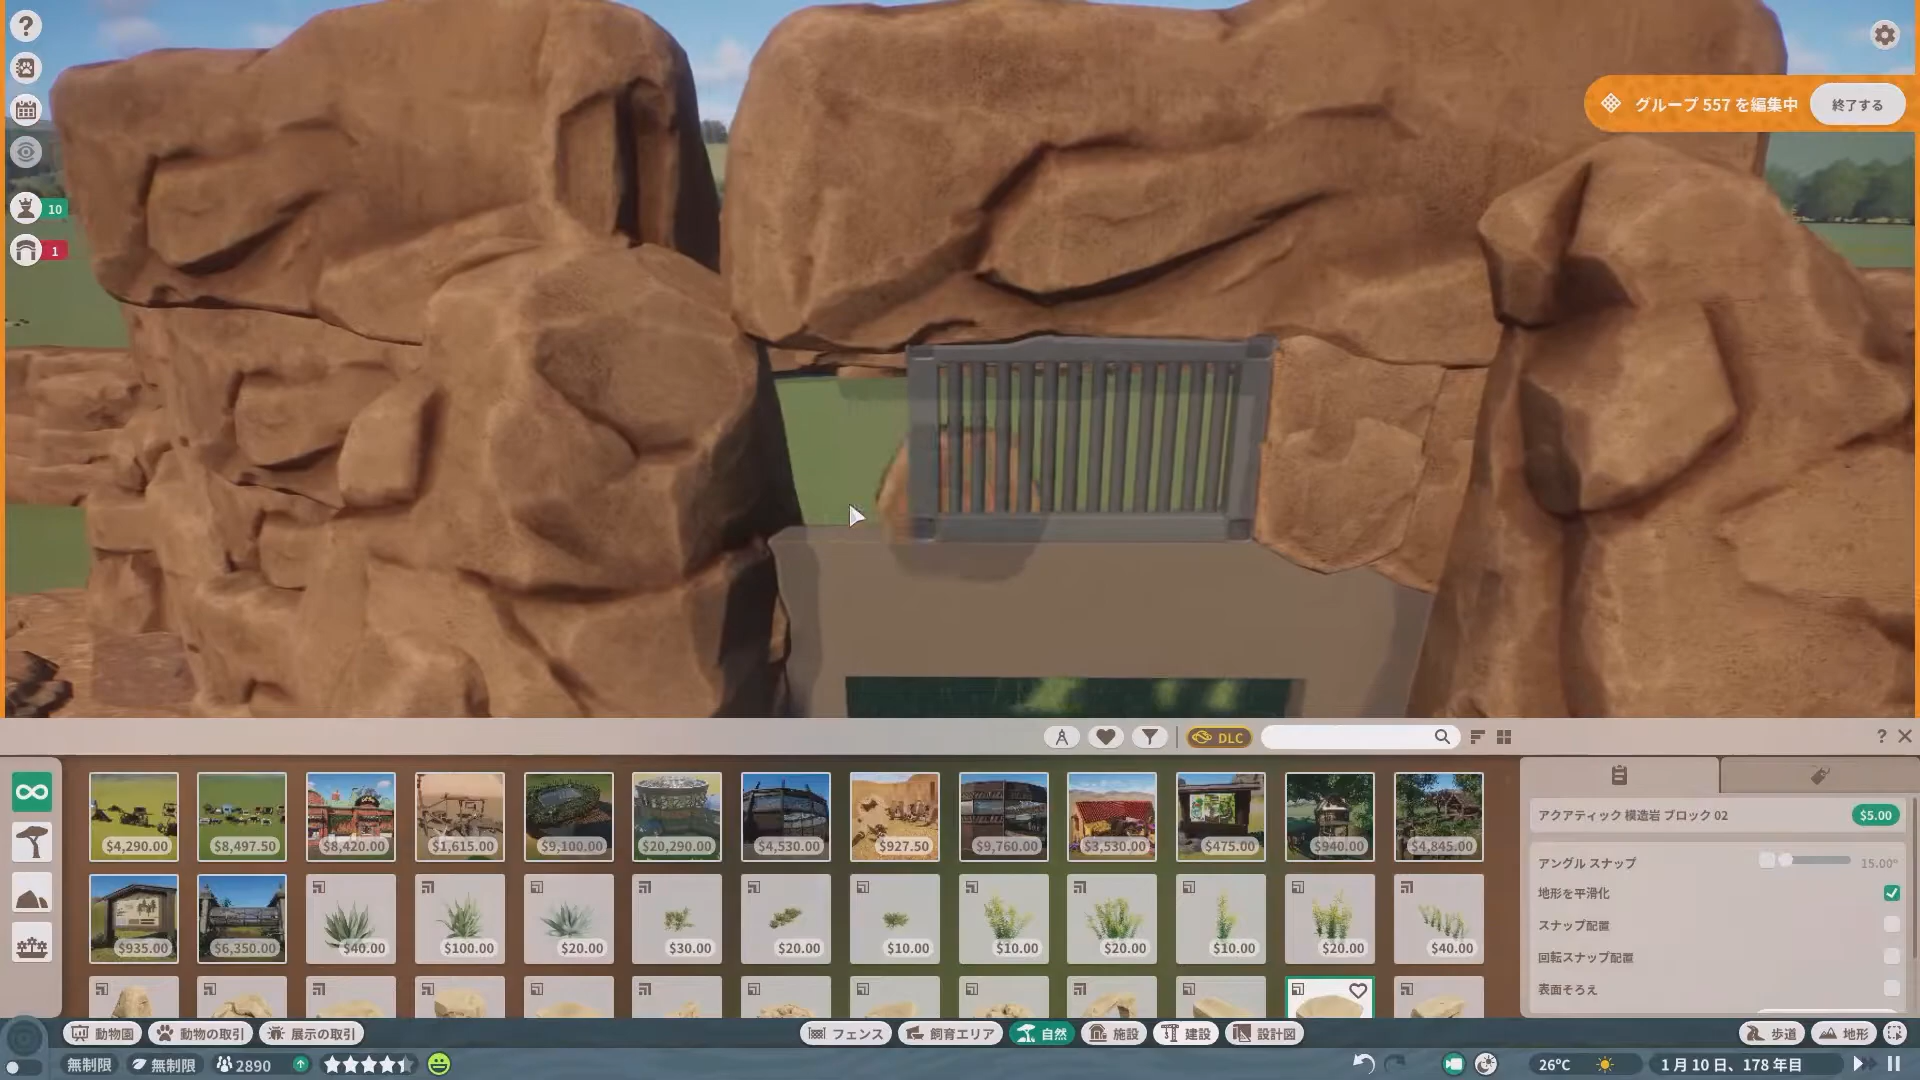 グループ 557 を編集中
終了する
10
1
DLC
$4,290.00
$8,497.50
$8,420.00
$1,615.00
$9,100.00
$20,290.00
$4,530.00
$927.50
$9,760.00
$3,530.00
$475.00
$940.00
$4,845.00
$935.00
$6,350.00
$40.00
$100.00
$20.00
$30.00
$20.00
$10.00
$10.00
$20.00
$10.00
$20.00
$40.00
アクアティック 模造岩 ブロック 02
$5.00
アングル スナップ
15.00°
地形を平滑化
スナップ配置
回転スナップ配置
表面そろえ
動物園
動物の取引
展示の取引
フェンス
飼育エリア
自然
施設
建設
設計図
歩道
地形
無制限
無制限
2890
26°C
1 月 10 日、178 年目